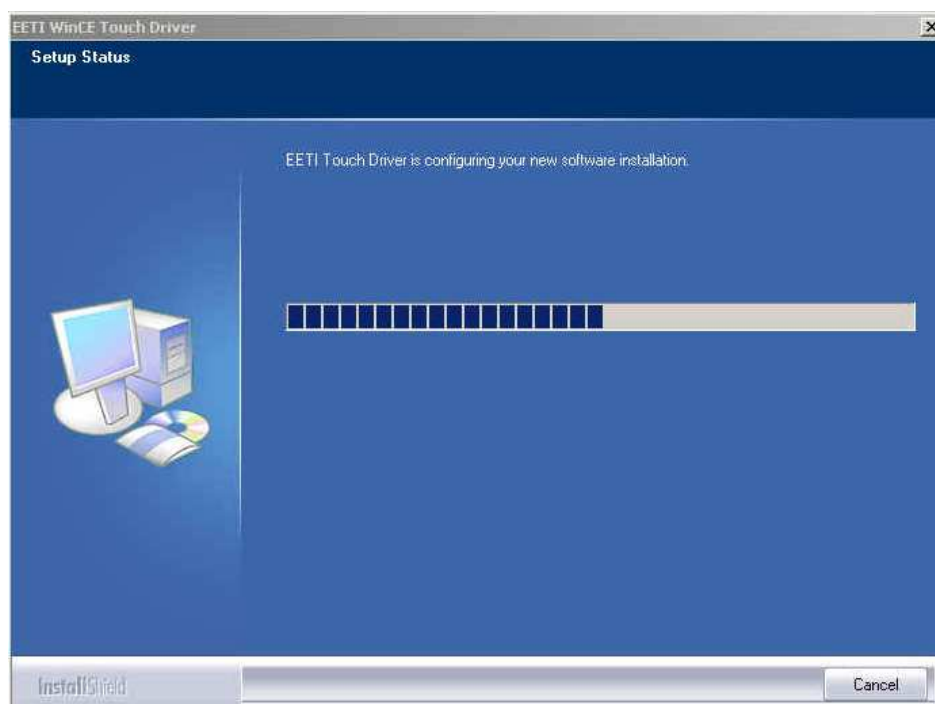 EETI WinCE Touch Driver
Setup Status
EETI Touch Driver is configuring your new software installation.
InstallShield
Cancel